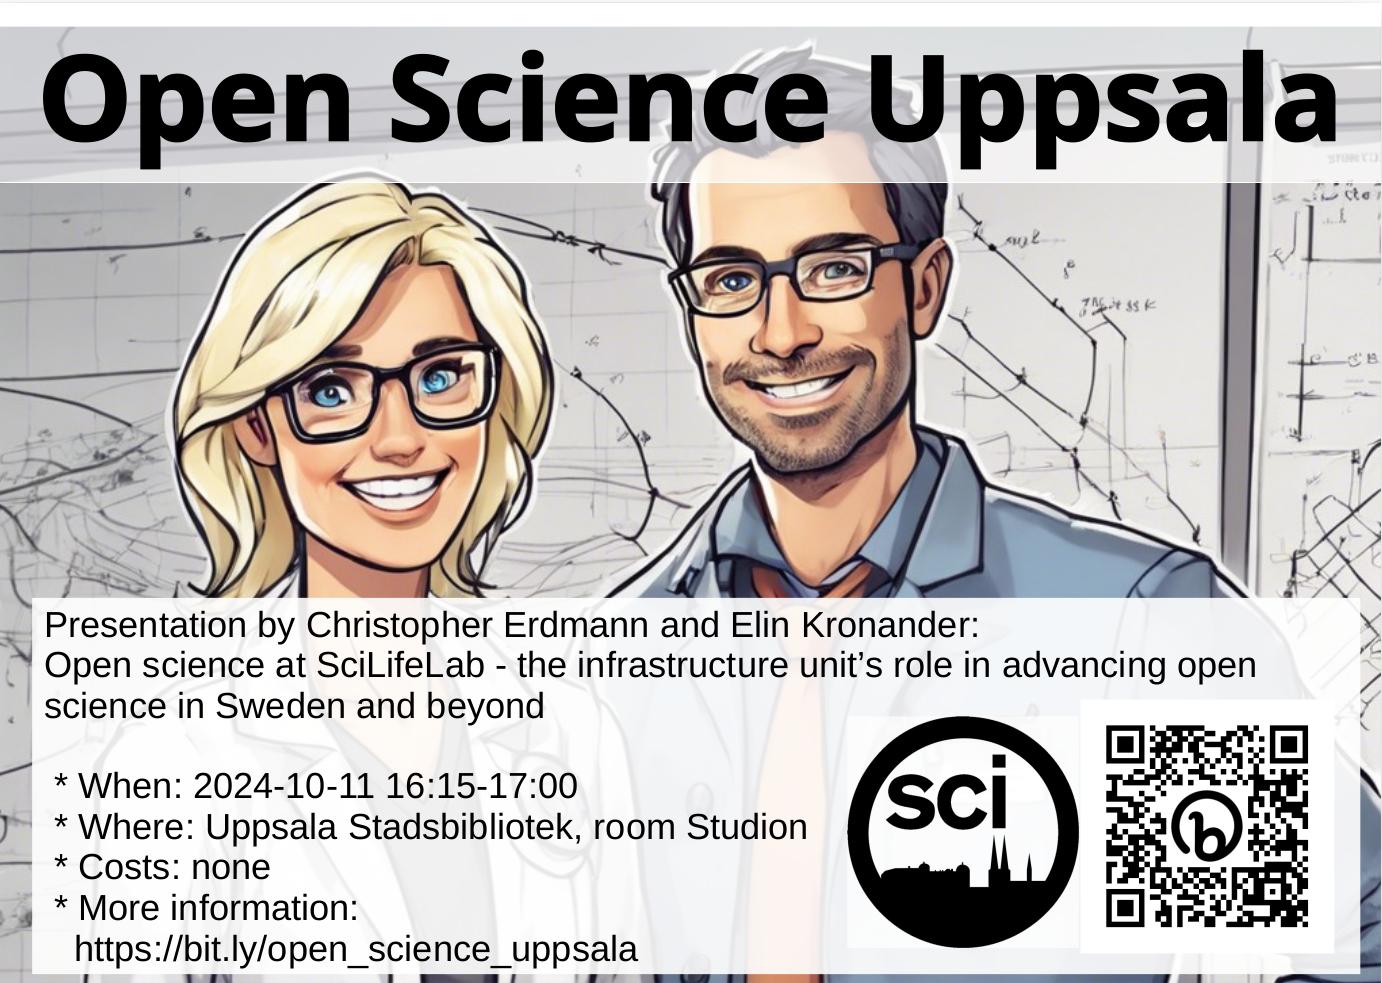 Open Science Uppsala
Presentation by Christopher Erdmann and Elin Kronander:
Open science at SciLifeLab - the infrastructure unit’s role in advancing open
science in Sweden and beyond
* When: 2024-10-11 16:15-17:00
* Where: Uppsala Stadsbibliotek, room Studion
* Costs: none
* More information:
https://bit.ly/open_science_uppsala
sci
b